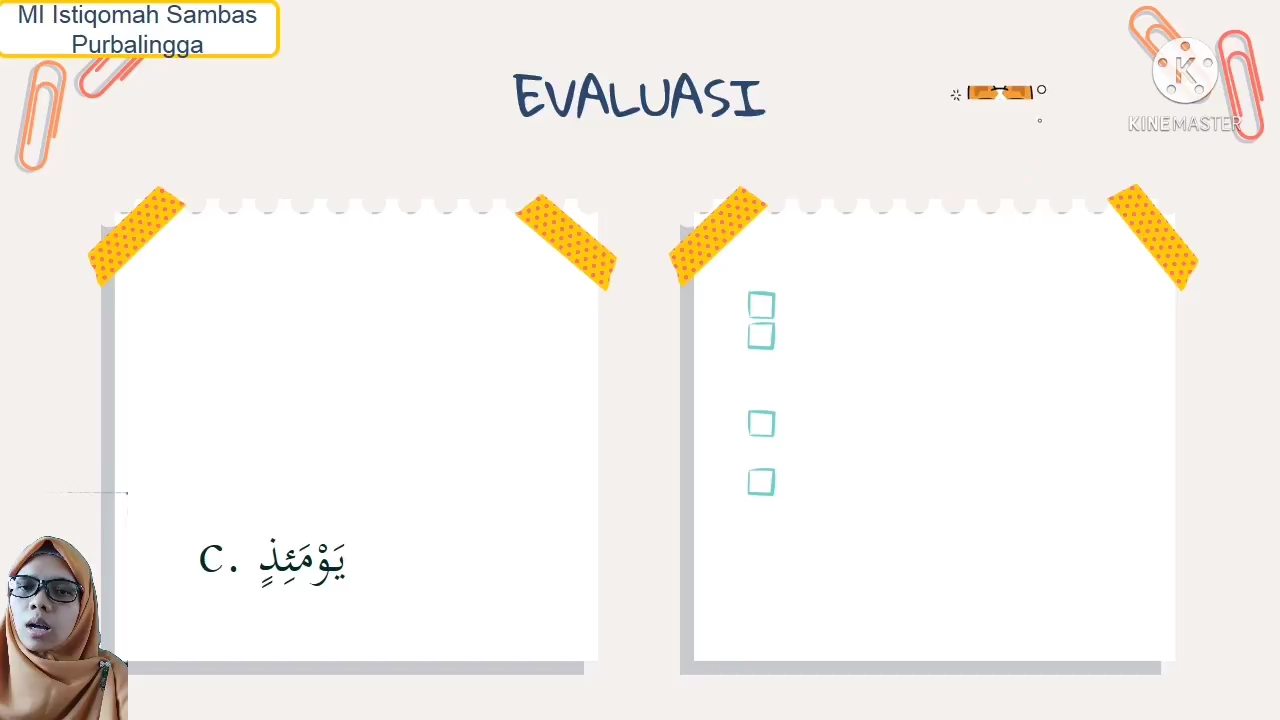 MI Istiqomah Sambas
Purbalingga
EVALUASI
KINEMASTER
C. يَوْمَئِذٍ